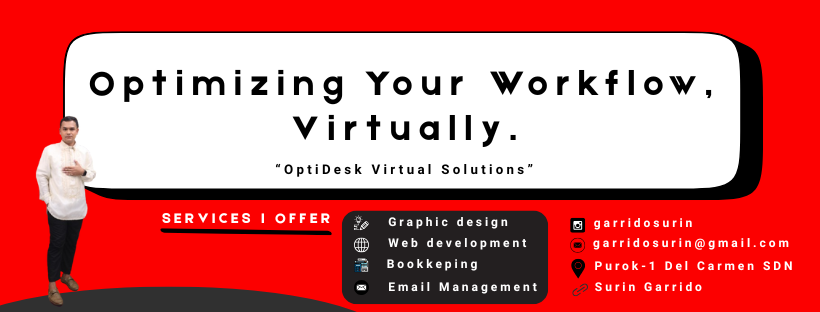 Optimizing Your Workflow,
Virtually.
“OptiDesk Virtual Solutions”
SERVICES I OFFER
Graphic design
Web development
Bookkeping
Email Management
garridosurin
garridosurin@gmail.com
Purok-1 Del Carmen SDN
Surin Garrido